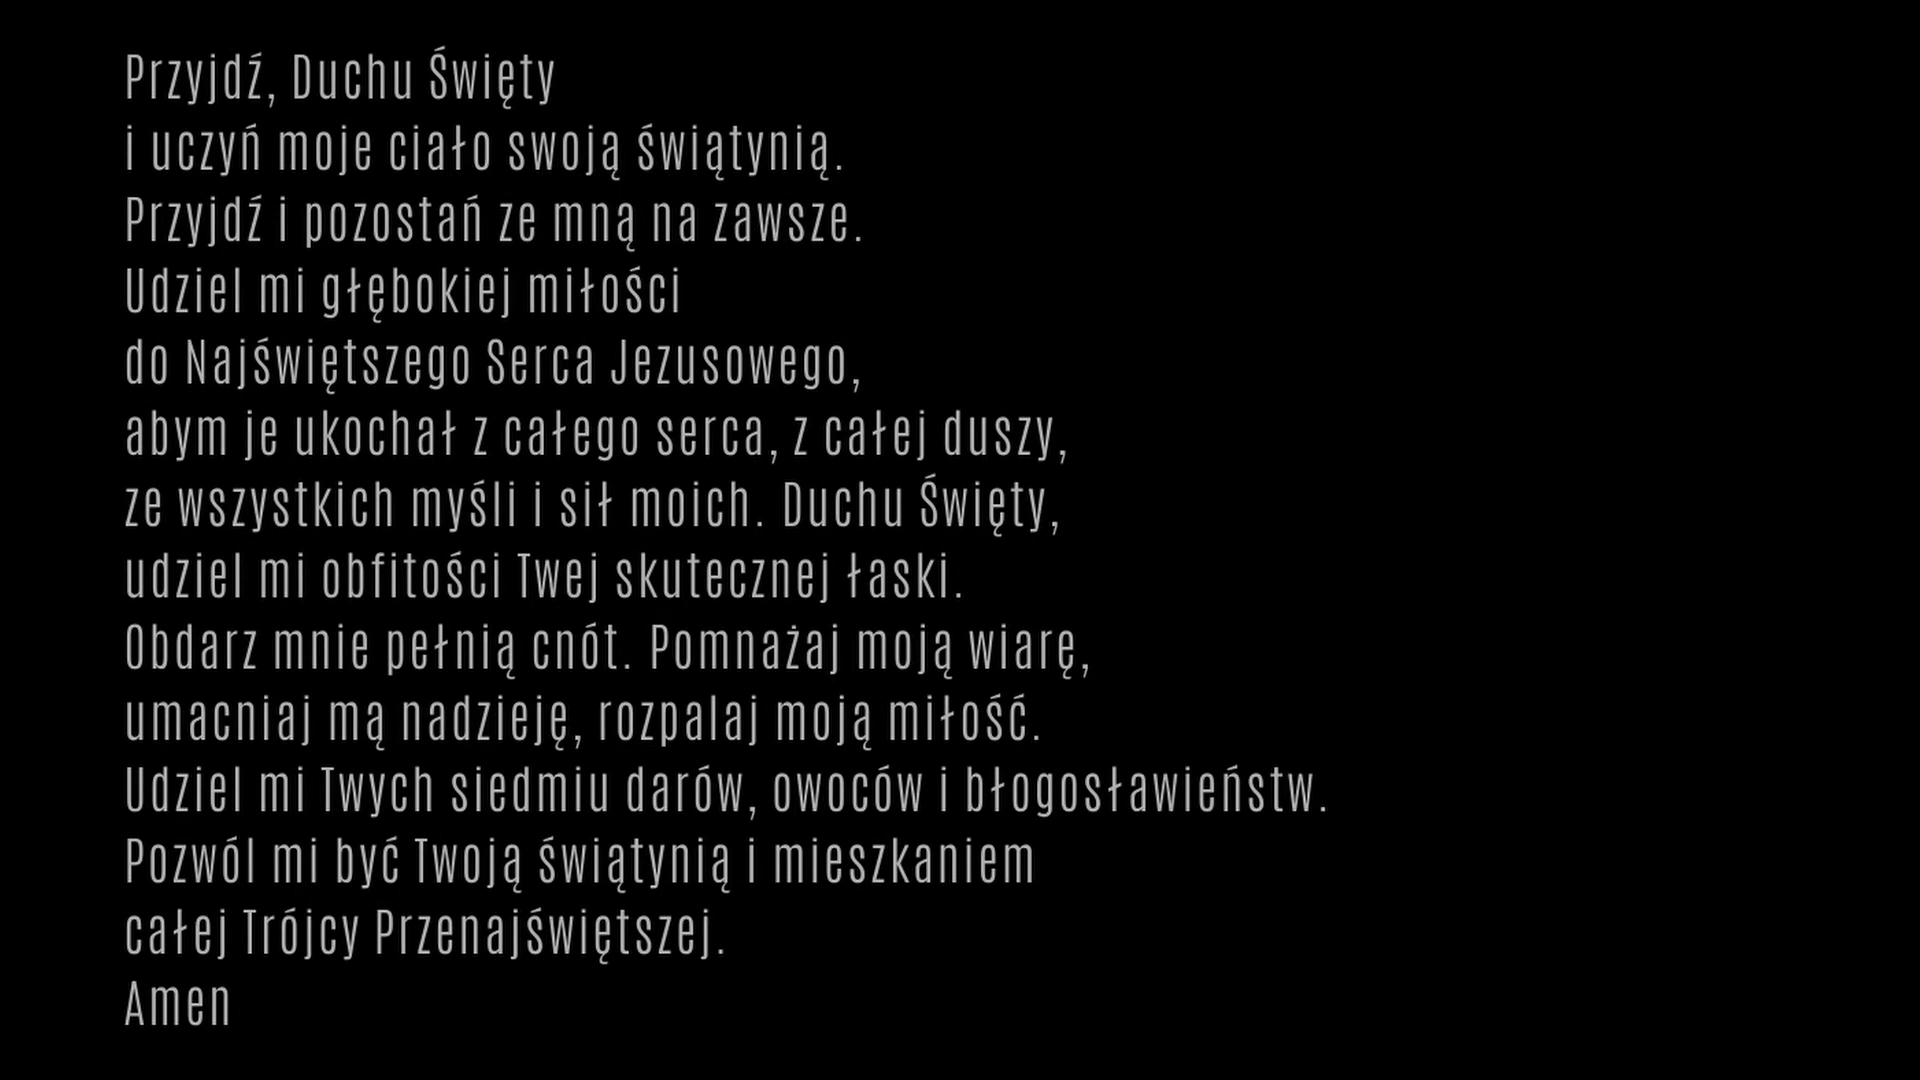 Przyjdź, Duchu Święty
i uczyń moje ciało swoją świątynią.
Przyjdź i pozostań ze mną na zawsze.
Udziel mi głębokiej miłości
do Najświętszego Serca Jezusowego,
abym je ukochał z całego serca, z całej duszy,
ze wszystkich myśli i sił moich. Duchu Święty,
udziel mi obfitości Twej skutecznej łaski.
Obdarz mnie pełnią cnót. Pomnażaj moją wiarę,
umacniaj mą nadzieję, rozpalaj moją miłość.
Udziel mi Twych siedmiu darów, owoców i błogosławieństw.
Pozwól mi być Twoją świątynią i mieszkaniem
całej Trójcy Przenajświętszej.
Amen